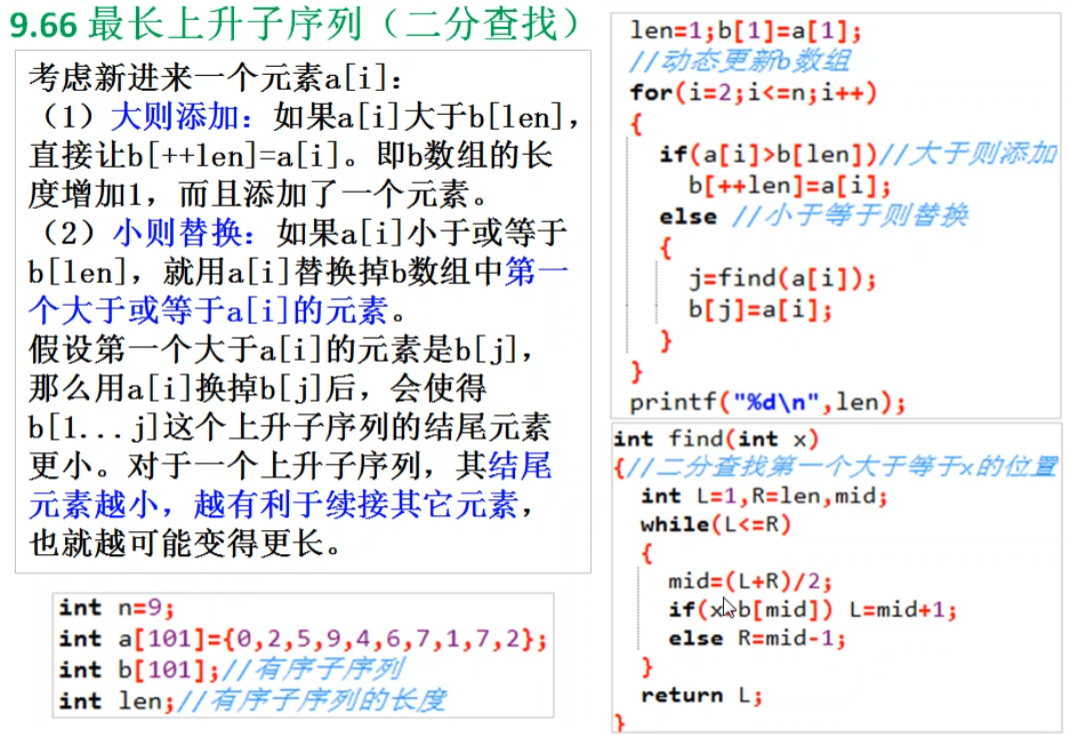 9.66 最长上升子序列（二分查找）
考虑新进来一个元素a[i]：
（1）大则添加：如果a[i]大于b[len]，
直接让b[++len]=a[i]。即b数组的长
度增加1，而且添加了一个元素。
（2）小则替换：如果a[i]小于或等于
b[len]，就用a[i]替换掉b数组中第一
个大于或等于a[i]的元素。
假设第一个大于a[i]的元素是b[j]，
那么用a[i]换掉b[j]后，会使得
b[1...j]这个上升子序列的结尾元素
更小。对于一个上升子序列，其结尾
元素越小，越有利于续接其它元素，
也就越可能变得更长。
int n=9;
int a[101]={0,2,5,9,4,6,7,1,7,2};
int b[101];//有序子序列
int len;//有序子序列的长度
len=1;b[1]=a[1];
//动态更新b数组
for(i=2;i<=n;i++)
{
if(a[i]>b[len])//大于则添加
b[++len]=a[i];
else //小于等于则替换
{
j=find(a[i]);
b[j]=a[i];
}
}
printf("%d\n",len);
int find(int x)
{//二分查找第一个大于等于x的位置
int L=1,R=len,mid;
while(L<=R)
{
mid=(L+R)/2;
if(x>b[mid]) L=mid+1;
else R=mid-1;
}
return L;
}